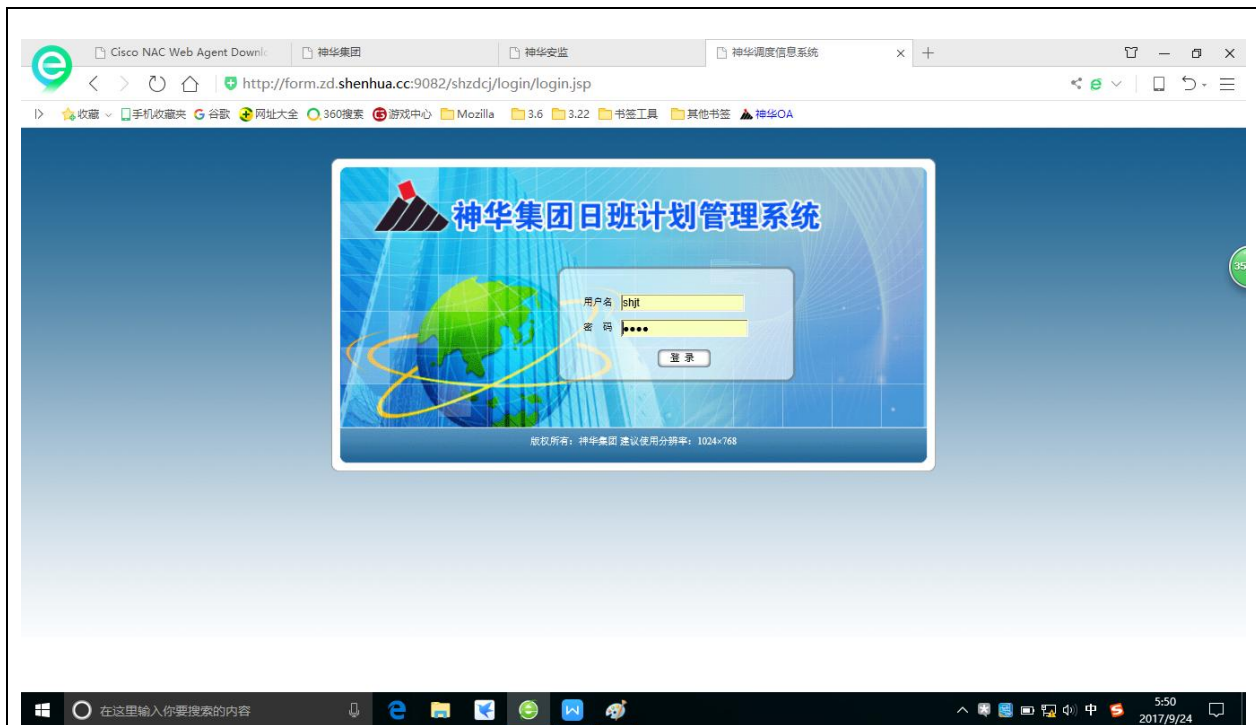 Cisco NAC Web Agent Downlo
神华集团
神华安监
神华调度信息系统
http://form.zd.shenhua.cc:9082/shzdcj/login/login.jsp
收藏 手机收藏夹 谷歌 网址大全 360搜索 游戏中心 Mozilla 3.6 3.22 书签工具 其他书签 神华OA
神华集团日班计划管理系统
35
用户名 shjt
密 码 ●●●●
登 录
版权所有：神华集团 建议使用分辨率：1024×768
在这里输入你要搜索的内容
中
5:50
2017/9/24